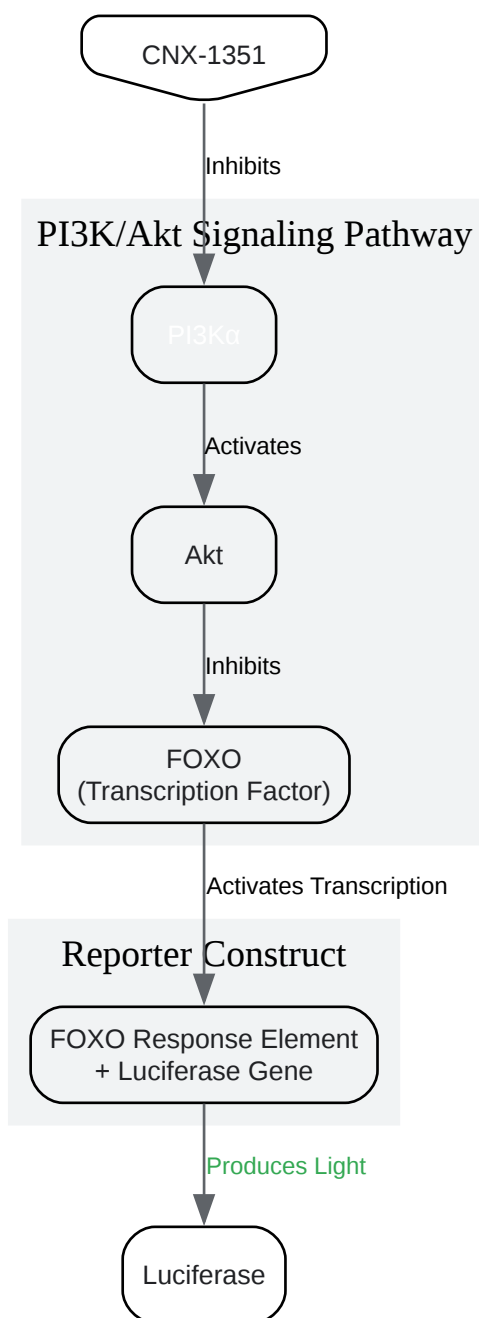 CNX-1351
Inhibits
PI3K/Akt Signaling Pathway
PI3Kα
Activates
Akt
Inhibits
FOXO
(Transcription Factor)
Activates Transcription
Reporter Construct
FOXO Response Element
+ Luciferase Gene
Produces Light
Luciferase